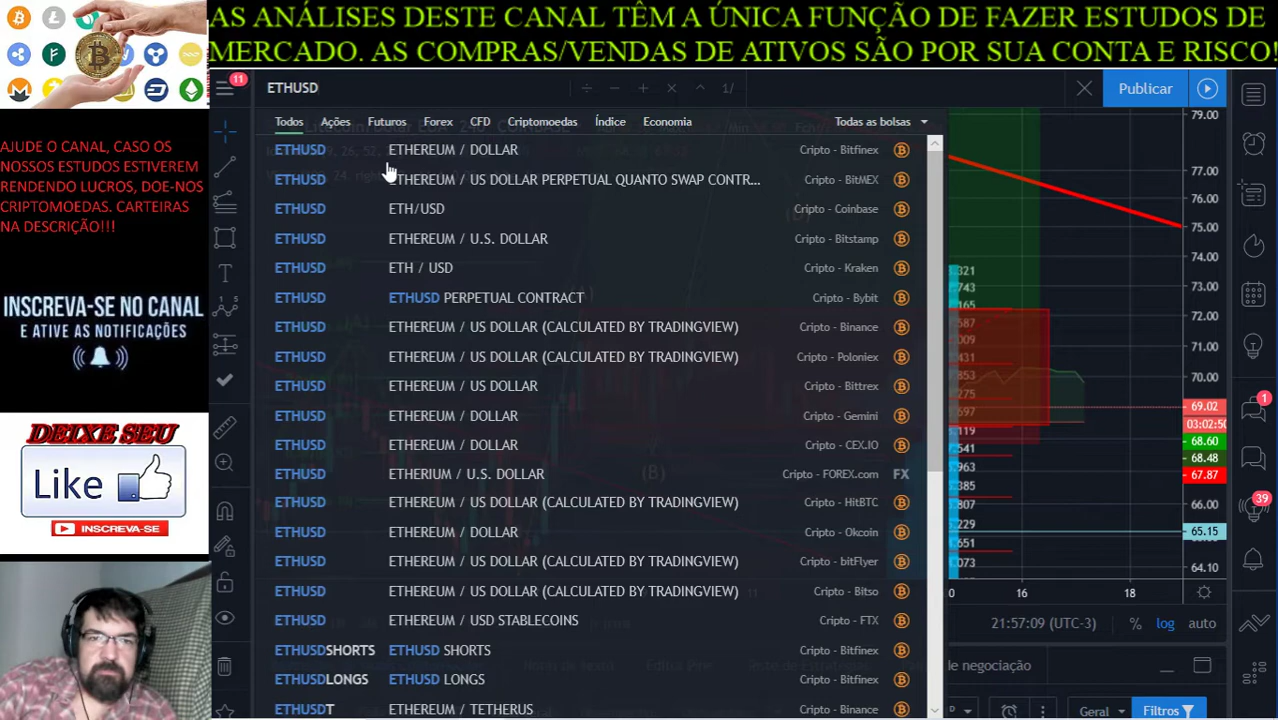 AS ANÁLISES DESTE CANAL TÊM A ÚNICA FUNÇÃO DE FAZER ESTUDOS DE
MERCADO. AS COMPRAS/VENDAS DE ATIVOS SÃO POR SUA CONTA E RISCO!
AJUDE O CANAL, CASO OS
NOSSOS ESTUDOS ESTIVEREM
RENDENDO LUCROS, DOE-NOS
CRIPTOMOEDAS. CARTEIRAS
NA DESCRIÇÃO!!!
INSCREVA-SE NO CANAL
E ATIVE AS NOTIFICAÇÕES
DEIXE SEU
Like
INSCREVA-SE
11
ETHUSD
1/
Publicar
Todos Ações Futuros Forex CFD Criptomoedas Índice Economia Todas as bolsas
ETHUSD ETHEREUM / DOLLAR Cripto - Bitfinex
ETHUSD ETHEREUM / US DOLLAR PERPETUAL QUANTO SWAP CONTR... Cripto - BitMEX
ETHUSD ETH/USD Cripto - Coinbase
ETHUSD ETHEREUM / U.S. DOLLAR Cripto - Bitstamp
ETHUSD ETH / USD Cripto - Kraken
ETHUSD ETHUSD PERPETUAL CONTRACT Cripto - Bybit
ETHUSD ETHEREUM / US DOLLAR (CALCULATED BY TRADINGVIEW) Cripto - Binance
ETHUSD ETHEREUM / US DOLLAR (CALCULATED BY TRADINGVIEW) Cripto - Poloniex
ETHUSD ETHEREUM / US DOLLAR Cripto - Bittrex
ETHUSD ETHEREUM / DOLLAR Cripto - Gemini
ETHUSD ETHEREUM / DOLLAR Cripto - CEX.IO
ETHUSD ETHERIUM / U.S. DOLLAR Cripto - FOREX.com FX
ETHUSD ETHEREUM / US DOLLAR (CALCULATED BY TRADINGVIEW) Cripto - HitBTC
ETHUSD ETHEREUM / DOLLAR Cripto - Okcoin
ETHUSD ETHEREUM / US DOLLAR (CALCULATED BY TRADINGVIEW) Cripto - bitFlyer
ETHUSD ETHEREUM / US DOLLAR (CALCULATED BY TRADINGVIEW) Cripto - Bitso
ETHUSD ETHEREUM / USD STABLECOINS Cripto - FTX
ETHUSDSHORTS ETHUSD SHORTS Cripto - Bitfinex
ETHUSDLONGS ETHUSD LONGS Cripto - Bitfinex
ETHUSDT ETHEREUM / TETHERUS Cripto - Binance
(B)
79.00
77.00
76.00
75.00
74.00
72.00
71.00
70.00
69.02
03:02:50
68.60
68.48
67.87
66.00
65.15
64.10
16 18
21:57:09 (UTC-3) % log auto
de negociação
Geral Filtros
1
39